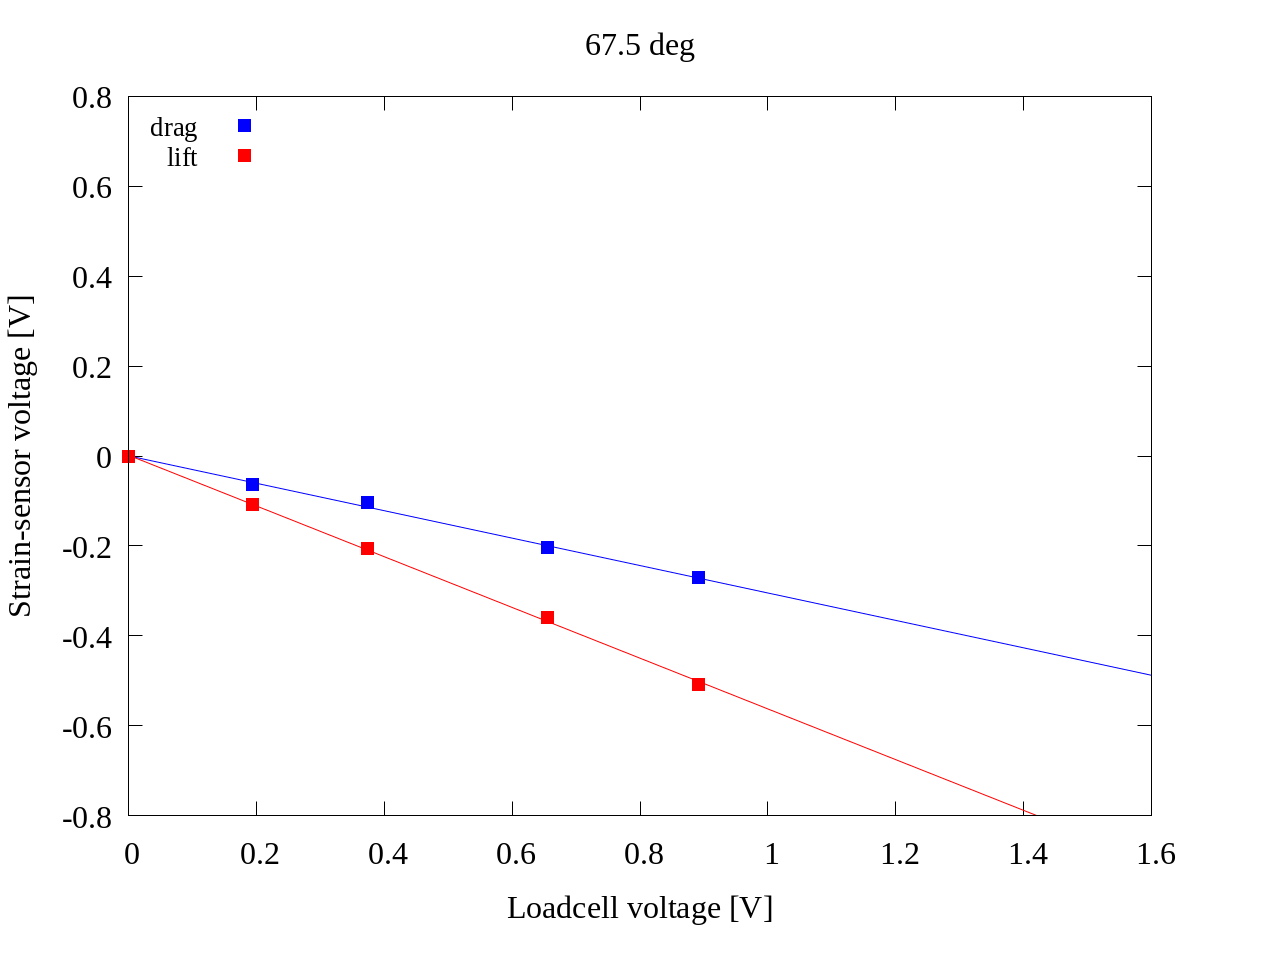 67.5 deg
0.8
drag
lift
0.6
0.4
0.2
0
-0.2
-0.4
-0.6
-0.8
Strain-sensor voltage [V]
0 0.2 0.4 0.6 0.8 1 1.2 1.4 1.6
Loadcell voltage [V]